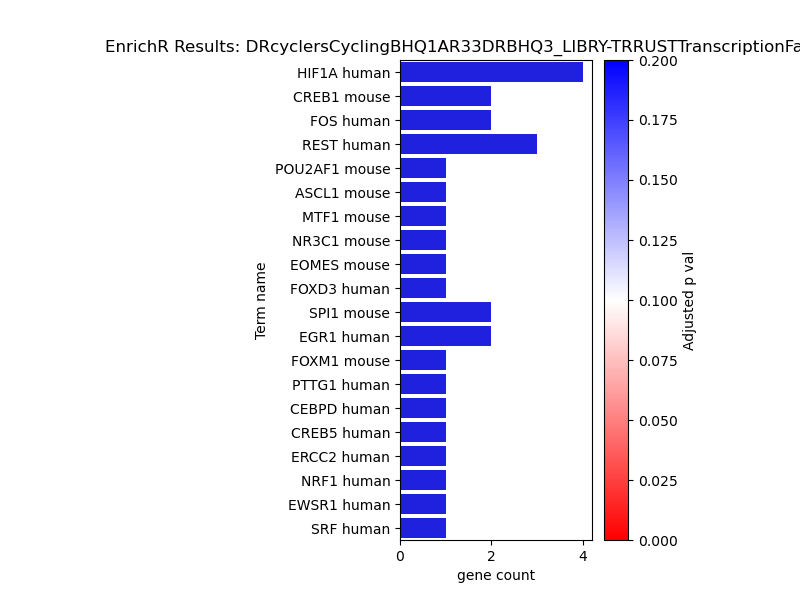 EnrichR Results: DRcyclersCyclingBHQ1AR33DRBHQ3_LIBRY-TRRUSTTranscriptionFa
HIF1A human
CREB1 mouse
FOS human
REST human
POU2AF1 mouse
ASCL1 mouse
MTF1 mouse
NR3C1 mouse
EOMES mouse
FOXD3 human
SPI1 mouse
EGR1 human
FOXM1 mouse
PTTG1 human
CEBPD human
CREB5 human
ERCC2 human
NRF1 human
EWSR1 human
SRF human
Term name
0 2 4
gene count
0.200
0.175
0.150
0.125
0.100
0.075
0.050
0.025
0.000
Adjusted p val